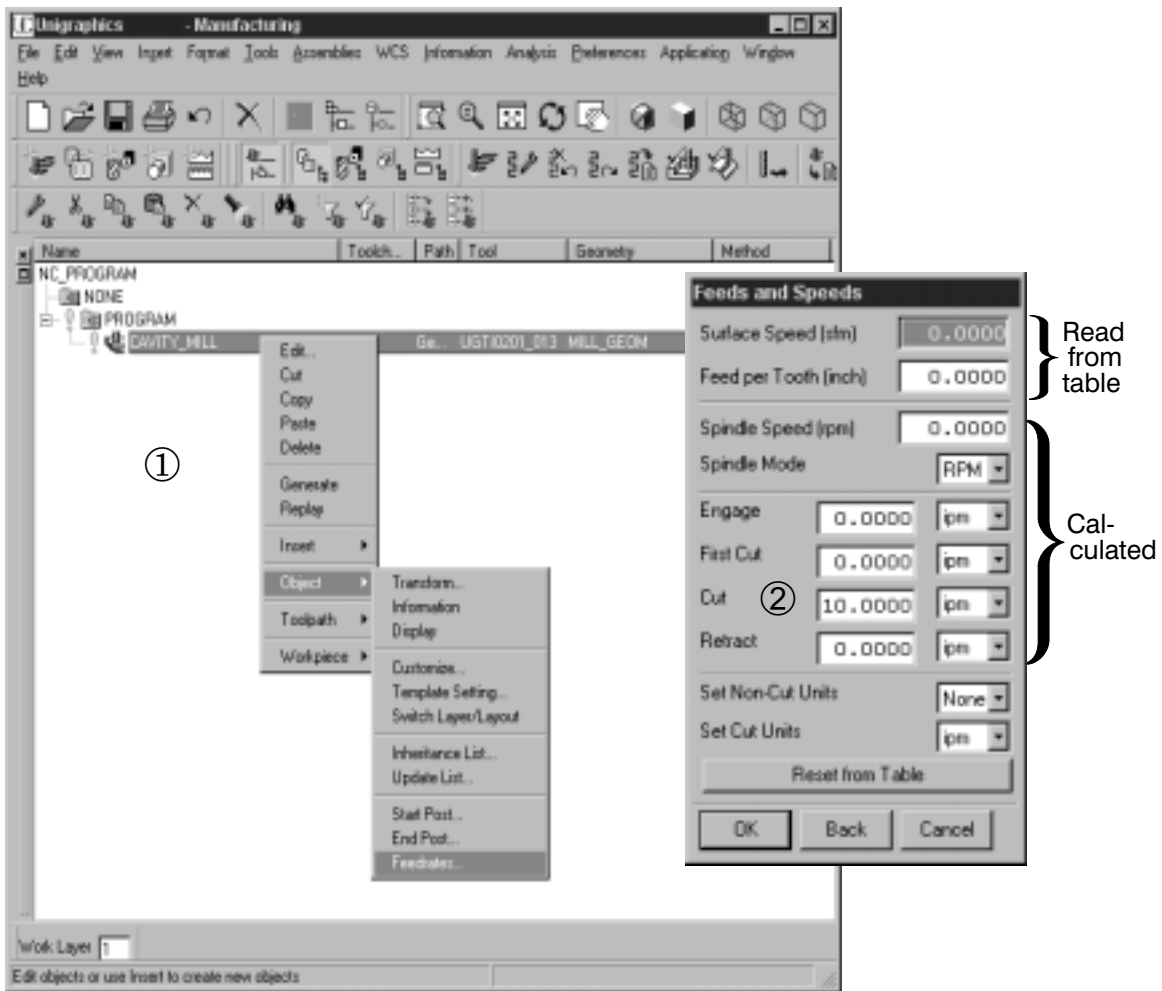 Unigraphics - Manufacturing
File Edit View Insert Format Tools Assemblies WCS Information Analysis Preferences Application Window
Help
Name Toolch... Path Tool Geometry Method
NC_PROGRAM
NONE
PROGRAM
CAVITY_MILL Ge... UGTI0201_013 MILL_GEOM
Edit...
Cut
Copy
Paste
Delete
Generate
Replay
Insert
Object
Toolpath
Workpiece
Transform...
Information
Display
Customize...
Template Setting...
Switch Layer/Layout
Inheritance List...
Update List...
Start Post...
End Post...
Feedrates...
①
Feeds and Speeds
Surface Speed (sfm) 0.0000
Feed per Tooth (inch) 0.0000
Spindle Speed (rpm) 0.0000
Spindle Mode RPM
Engage 0.0000 ipm
First Cut 0.0000 ipm
Cut ② 10.0000 ipm
Retract 0.0000 ipm
Set Non-Cut Units None
Set Cut Units ipm
Reset from Table
OK Back Cancel
Read
from
table
Cal-
culated
Work Layer 1
Edit objects or use Insert to create new objects